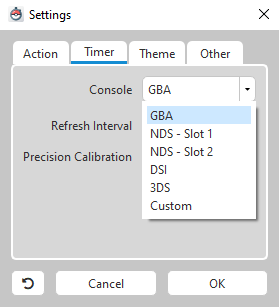 Settings
Action
Timer
Theme
Other
Console
GBA
GBA
Refresh Interval
NDS - Slot 1
NDS - Slot 2
Precision Calibration
DSI
3DS
Custom
Cancel
OK